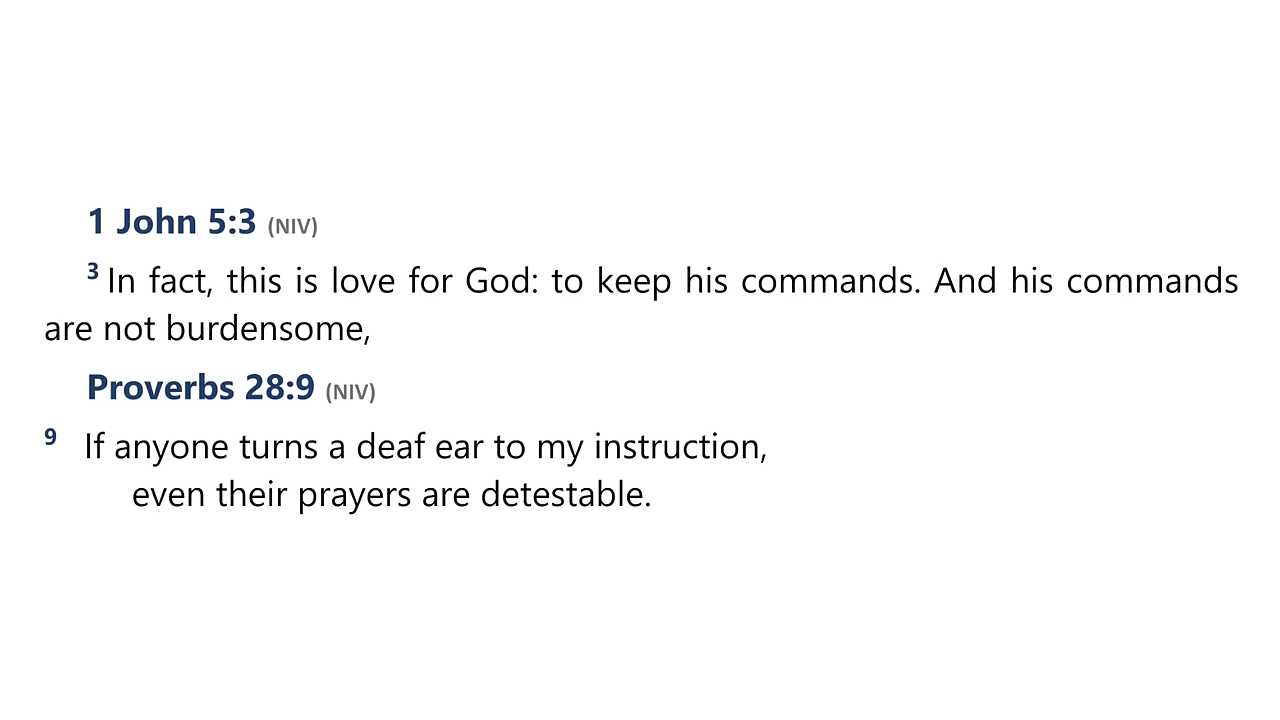 1 John 5:3 (NIV)
3 In fact, this is love for God: to keep his commands. And his commands
are not burdensome,
Proverbs 28:9 (NIV)
9 If anyone turns a deaf ear to my instruction,
even their prayers are detestable.